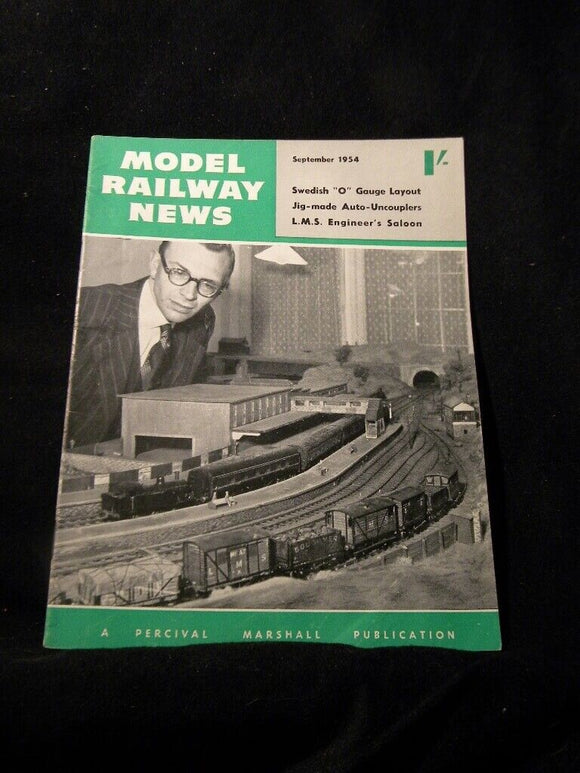 MODEL
RAILWAY
NEWS
September 1954
1/-
Swedish "O" Gauge Layout
Jig-made Auto-Uncouplers
L.M.S. Engineer's Saloon
A PERCIVAL MARSHALL PUBLICATION